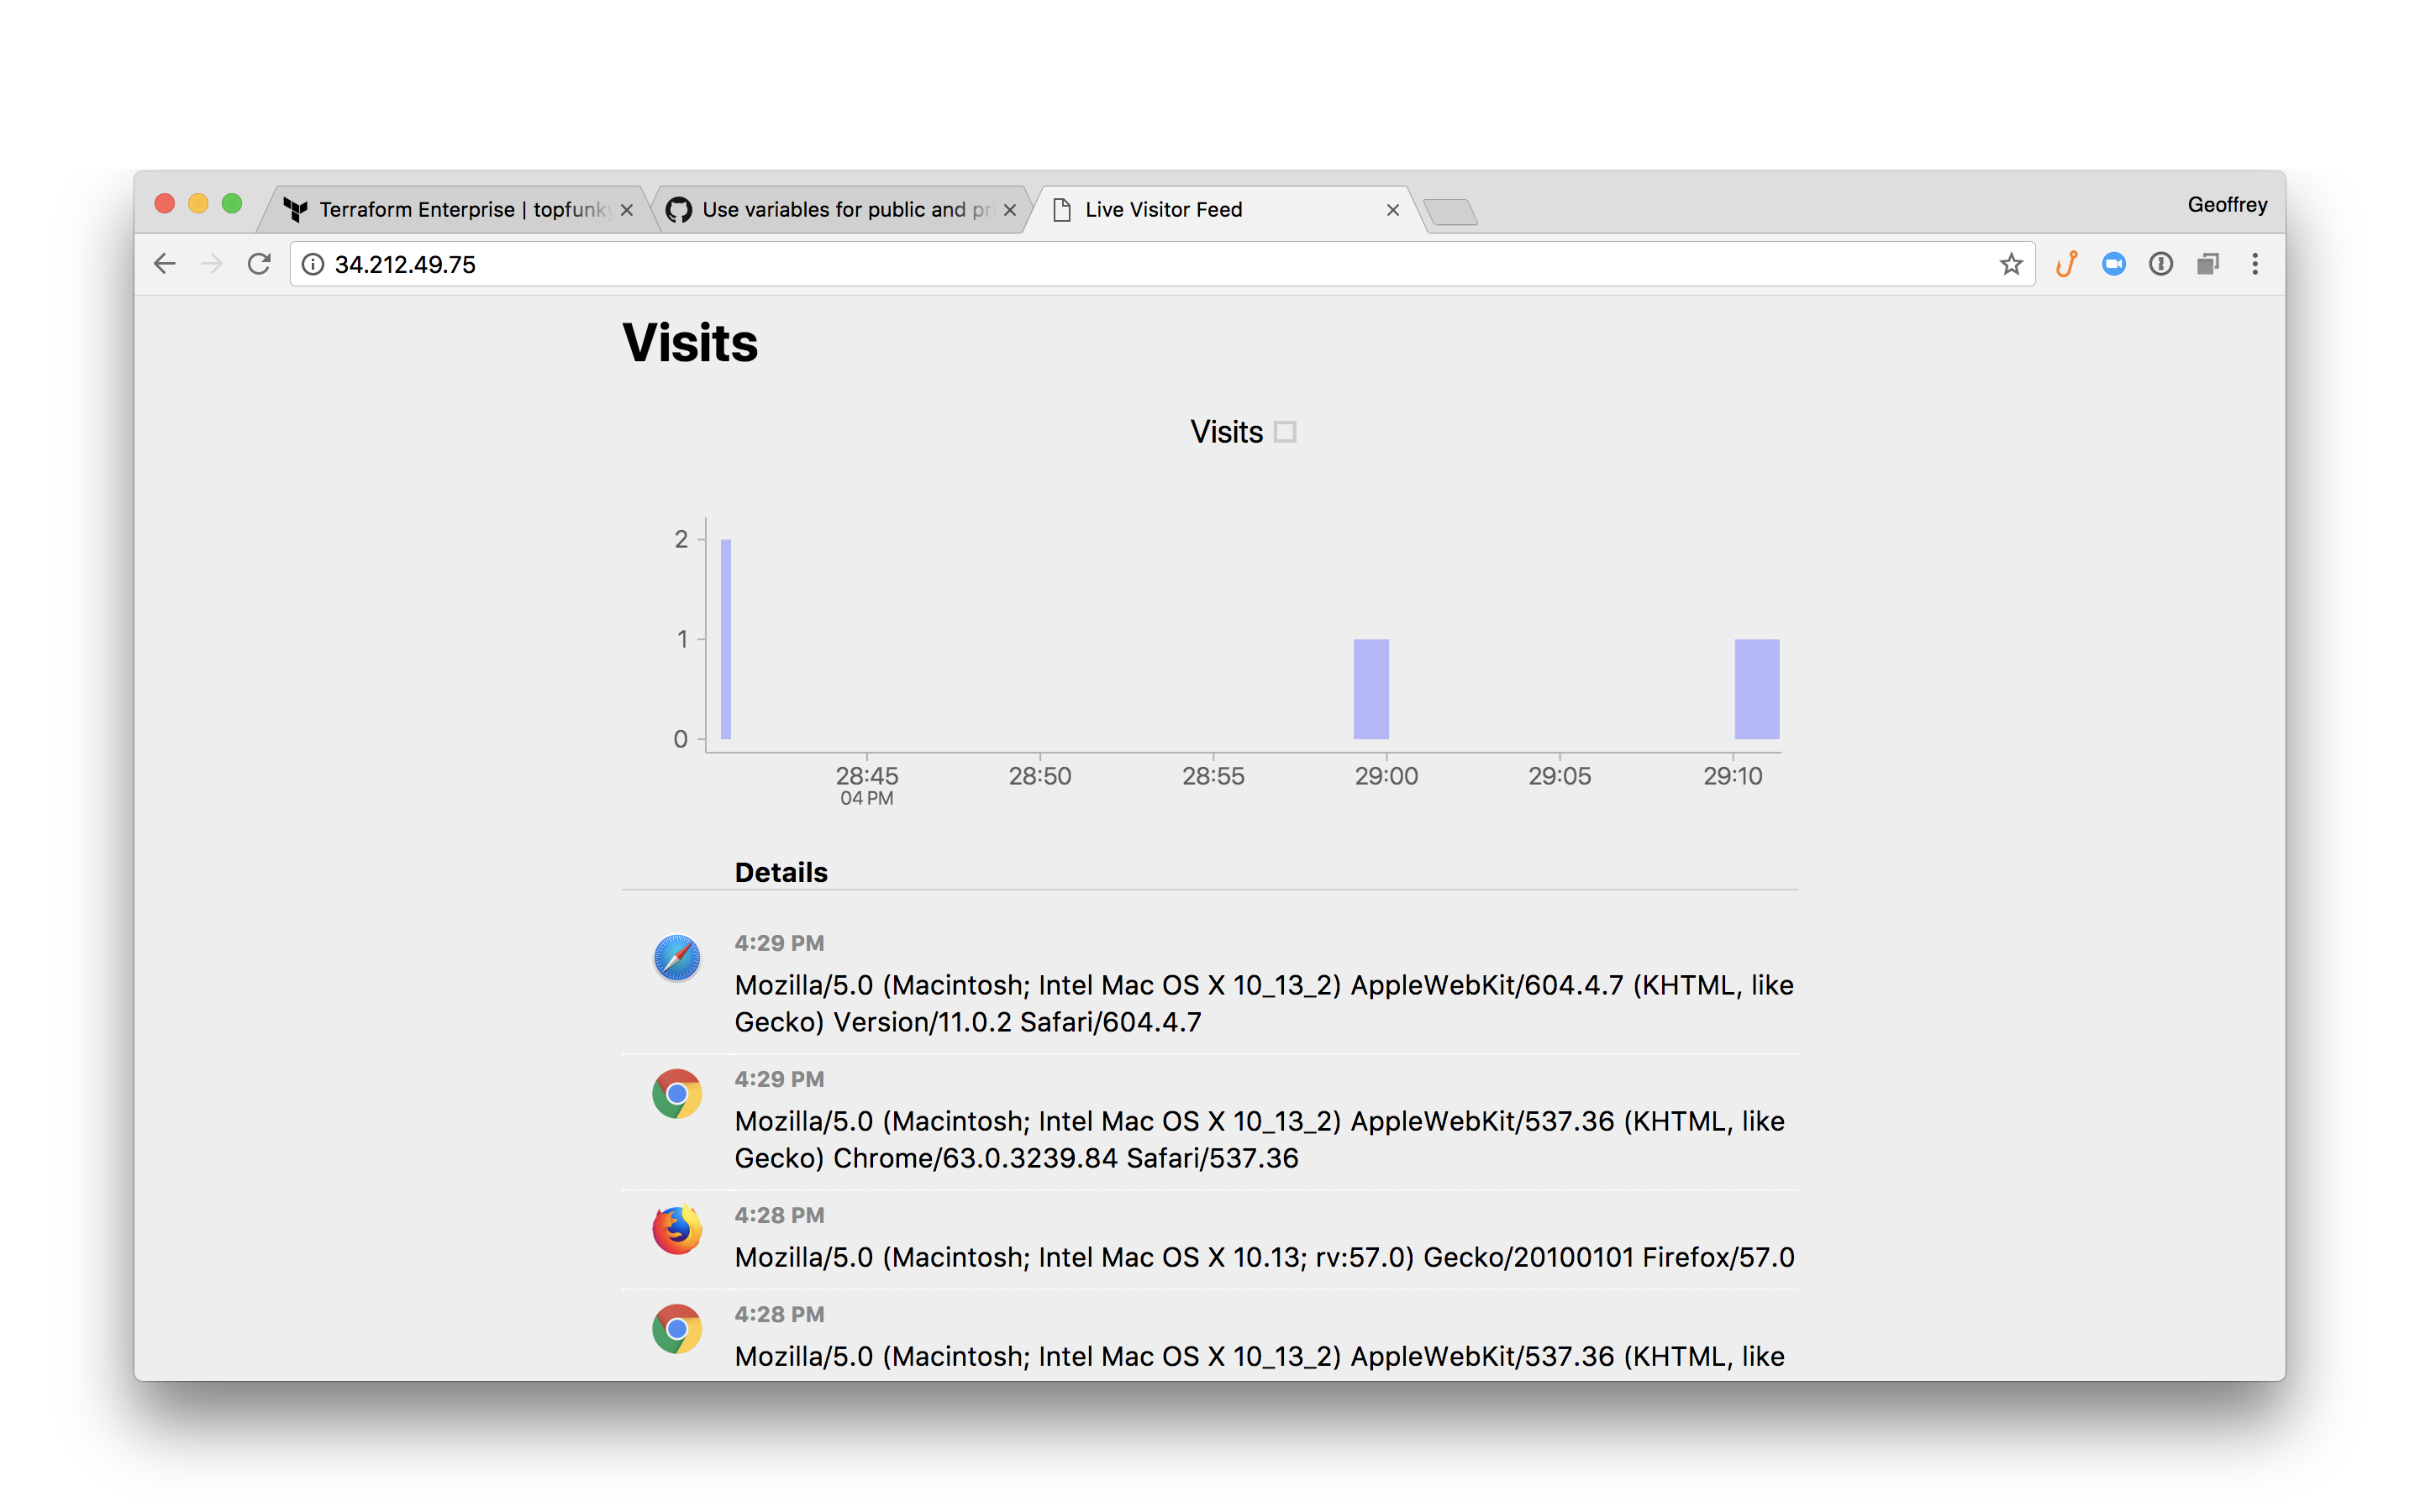 Terraform Enterprise | topfunky
Use variables for public and pri
Live Visitor Feed
Geoffrey
34.212.49.75
Visits
Visits
2
1
0
28:45
28:50
28:55
29:00
29:05
29:10
04 PM
Details
4:29 PM
Mozilla/5.0 (Macintosh; Intel Mac OS X 10_13_2) AppleWebKit/604.4.7 (KHTML, like
Gecko) Version/11.0.2 Safari/604.4.7
4:29 PM
Mozilla/5.0 (Macintosh; Intel Mac OS X 10_13_2) AppleWebKit/537.36 (KHTML, like
Gecko) Chrome/63.0.3239.84 Safari/537.36
4:28 PM
Mozilla/5.0 (Macintosh; Intel Mac OS X 10.13; rv:57.0) Gecko/20100101 Firefox/57.0
4:28 PM
Mozilla/5.0 (Macintosh; Intel Mac OS X 10_13_2) AppleWebKit/537.36 (KHTML, like